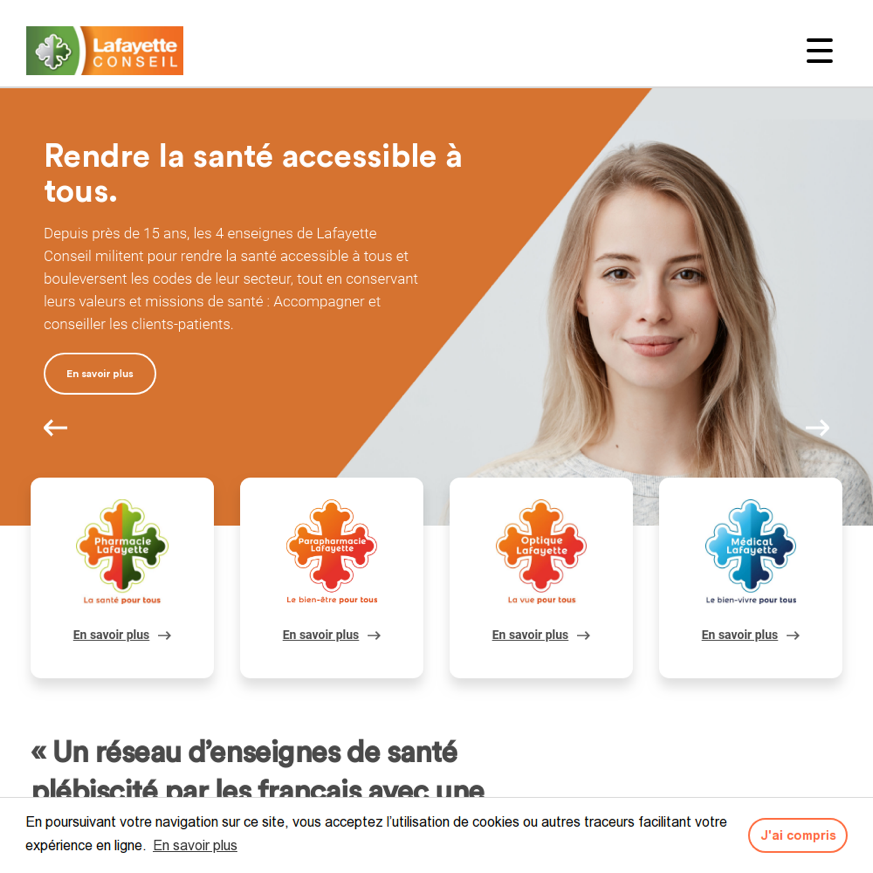 Lafayette
CONSEIL
Rendre la santé accessible à
tous.
Depuis près de 15 ans, les 4 enseignes de Lafayette
Conseil militent pour rendre la santé accessible à tous et
bouleversent les codes de leur secteur, tout en conservant
leurs valeurs et missions de santé : Accompagner et
conseiller les clients-patients.
En savoir plus
Pharmacie
Lafayette
La santé pour tous
En savoir plus
Parapharmacie
Lafayette
Le bien-être pour tous
En savoir plus
Optique
Lafayette
La vue pour tous
En savoir plus
Médical
Lafayette
Le bien-vivre pour tous
En savoir plus
« Un réseau d’enseignes de santé
plébiscité par les français avec une
En poursuivant votre navigation sur ce site, vous acceptez l’utilisation de cookies ou autres traceurs facilitant votre
expérience en ligne. En savoir plus
J'ai compris